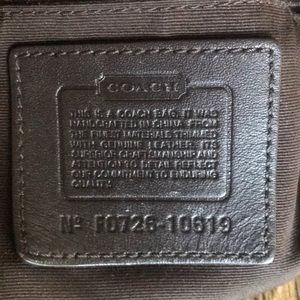 COACH
THIS IS A COACH BAG. IT WAS
HANDCRAFTED IN CHINA FROM
THE FINEST MATERIALS TRIMMED
WITH GENUINE LEATHER. ITS
SUPERIOR CRAFTSMANSHIP AND
ATTENTION TO DETAIL REFLECT
OUR COMMITMENT TO ENDURING
QUALITY.
Nº F0726-10619